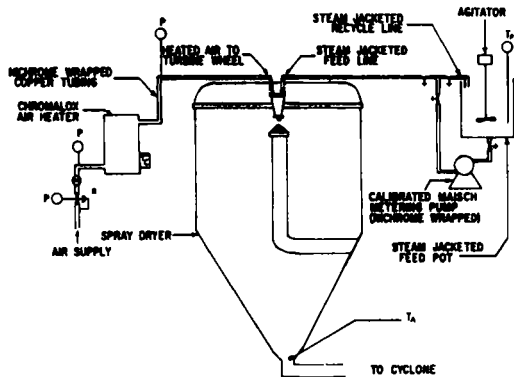 STEAM JACKETED
RECYCLE LINE
AGITATOR
P
HEATED AIR TO
TURBINE WHEEL
STEAM JACKETED
FEED LINE
NICHROME WRAPPED
COPPER TUBING
CHROMALOX
AIR HEATER
P
P
AIR SUPPLY
SPRAY DRYER
CALIBRATED MAISCH
METERING PUMP
(NICHROME WRAPPED)
STEAM JACKETED
FEED POT
TA
TO CYCLONE